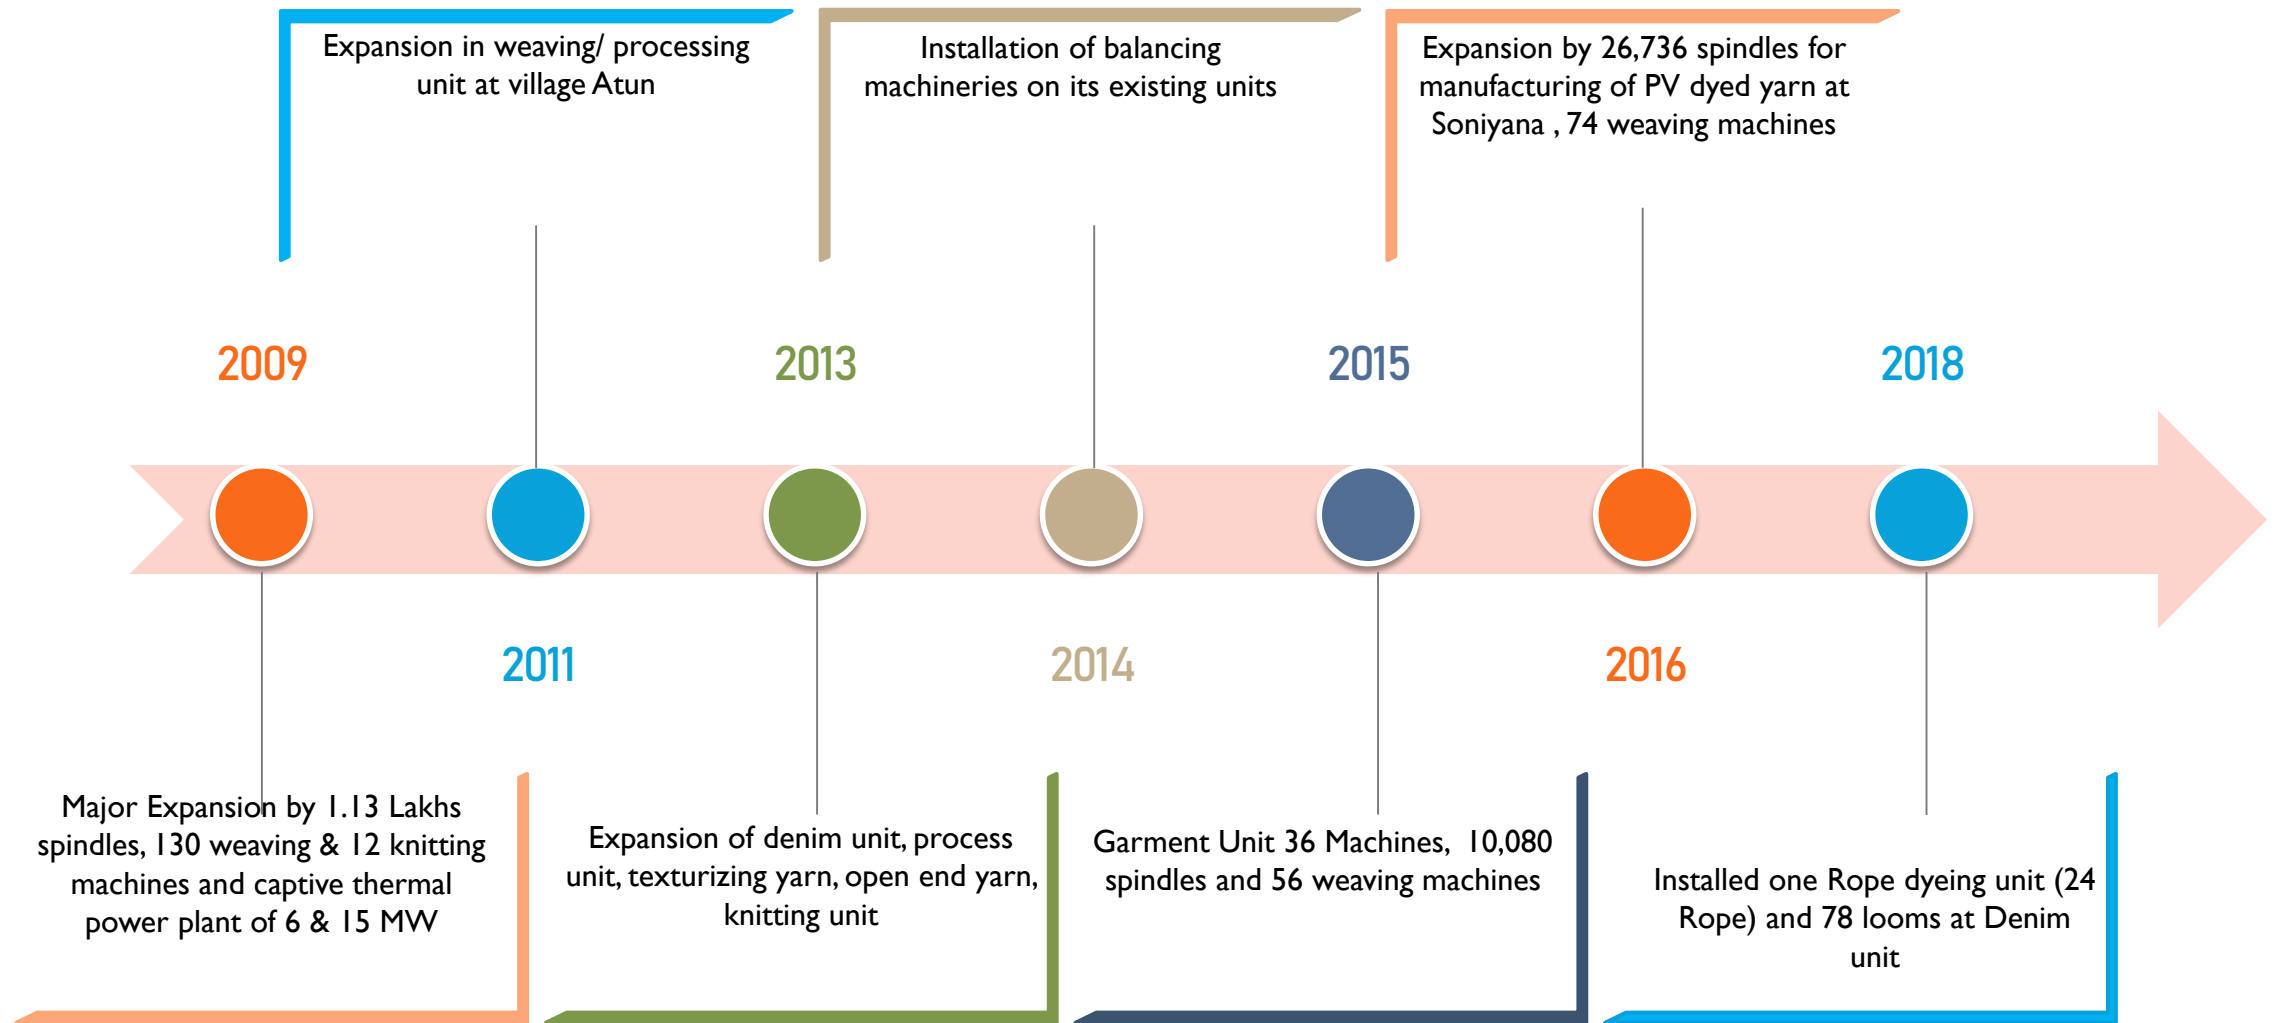 Expansion in weaving/ processing
unit at village Atun
Installation of balancing
machineries on its existing units
Expansion by 26,736 spindles for
manufacturing of PV dyed yarn at
Soniyana , 74 weaving machines
2009
2013
2015
2018
2011
2014
2016
Major Expansion by 1.13 Lakhs
spindles, 130 weaving & 12 knitting
machines and captive thermal
power plant of 6 & 15 MW
Expansion of denim unit, process
unit, texturizing yarn, open end yarn,
knitting unit
Garment Unit 36 Machines, 10,080
spindles and 56 weaving machines
Installed one Rope dyeing unit (24
Rope) and 78 looms at Denim
unit